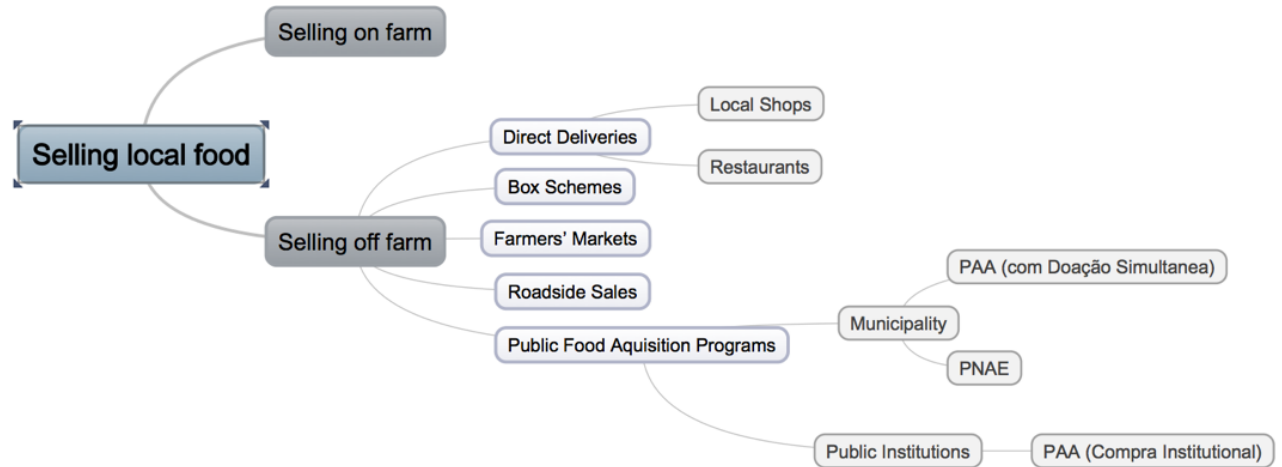 Selling on farm
Local Shops
Direct Deliveries
Selling local food
Restaurants
Box Schemes
Selling off farm
Farmers’ Markets
PAA (com Doação Simultanea)
Roadside Sales
Municipality
Public Food Aquisition Programs
PNAE
Public Institutions
PAA (Compra Institutional)